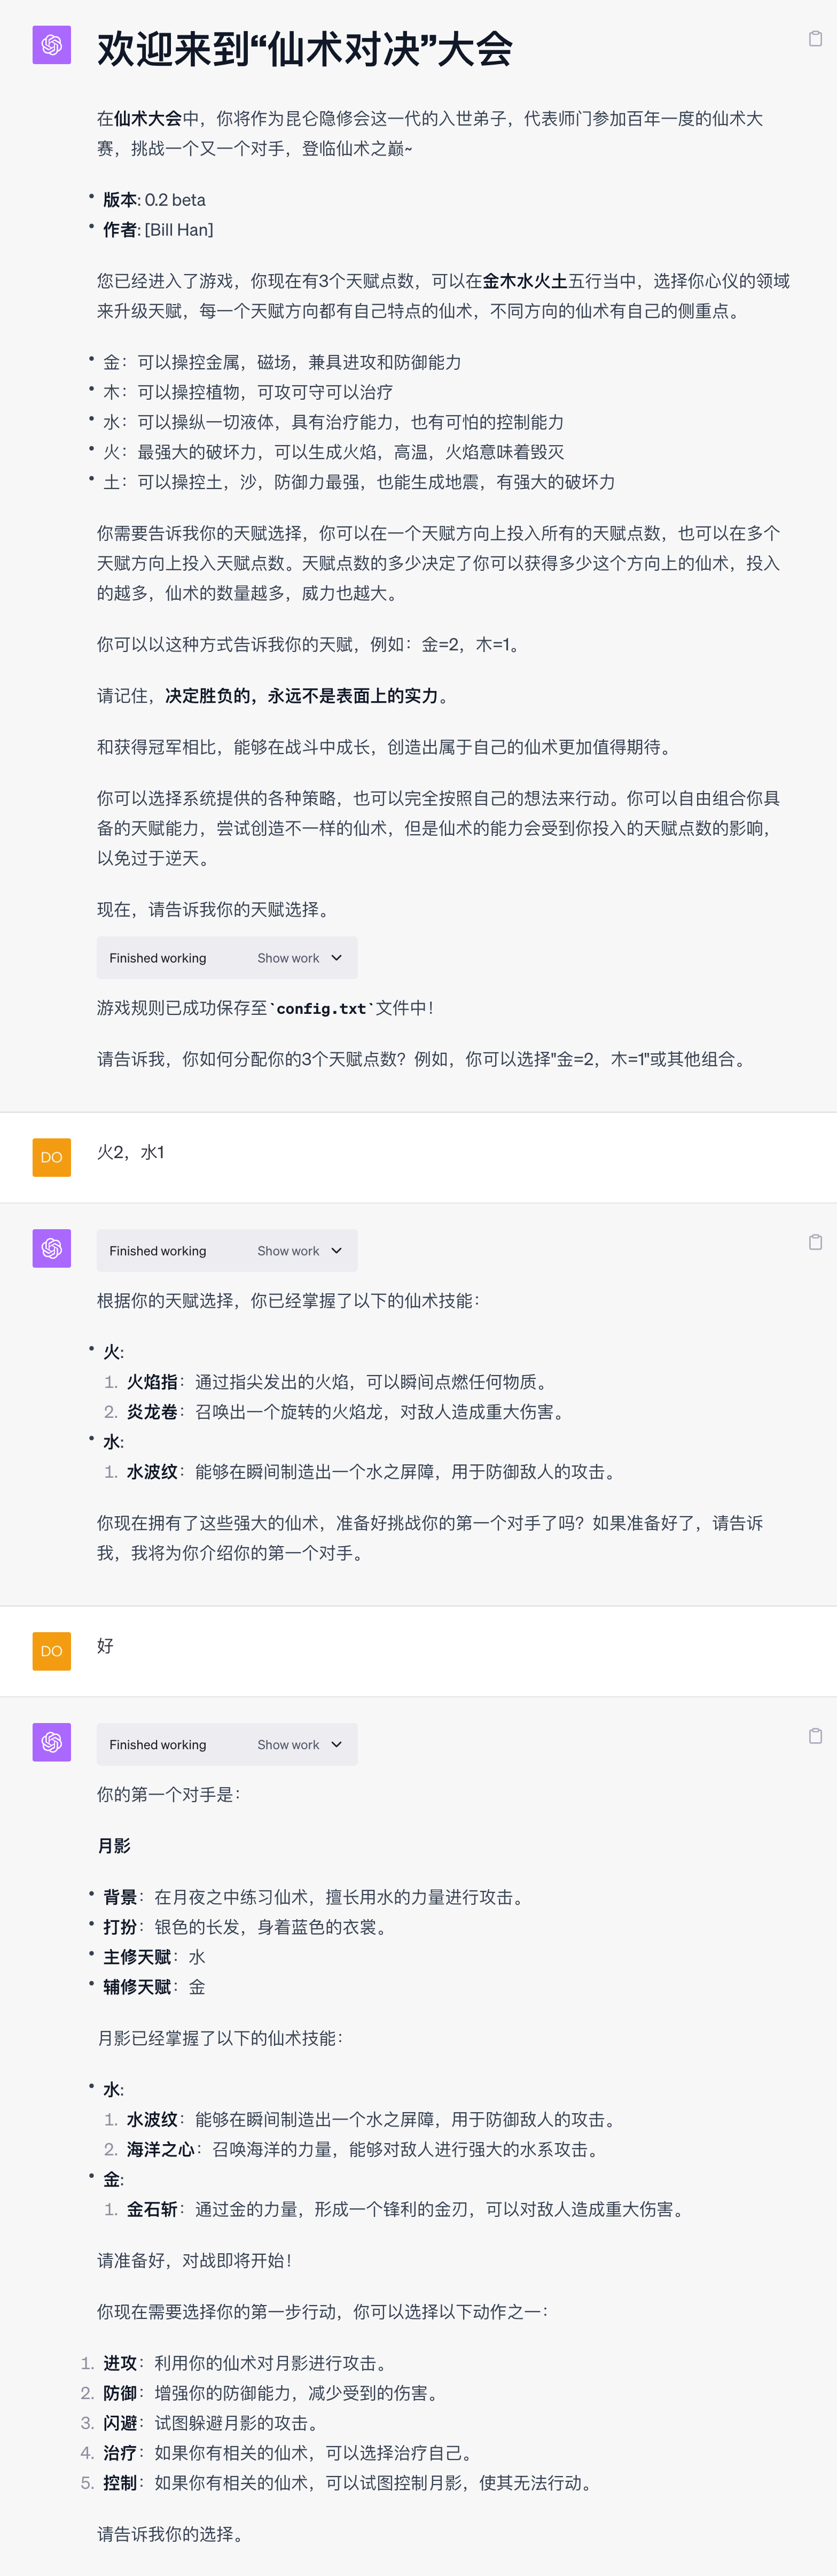 欢迎来到“仙术对决”大会
在仙术大会中，你将作为昆仑隐修会这一代的入世弟子，代表师门参加百年一度的仙术大
赛，挑战一个又一个对手，登临仙术之巅~
• 版本: 0.2 beta
• 作者: [Bill Han]
您已经进入了游戏，你现在有3个天赋点数，可以在金木水火土五行当中，选择你心仪的领域
来升级天赋，每一个天赋方向都有自己特点的仙术，不同方向的仙术有自己的侧重点。
• 金：可以操控金属，磁场，兼具进攻和防御能力
• 木：可以操控植物，可攻可守可以治疗
• 水：可以操纵一切液体，具有治疗能力，也有可怕的控制能力
• 火：最强大的破坏力，可以生成火焰，高温，火焰意味着毁灭
• 土：可以操控土，沙，防御力最强，也能生成地震，有强大的破坏力
你需要告诉我你的天赋选择，你可以在一个天赋方向上投入所有的天赋点数，也可以在多个
天赋方向上投入天赋点数。天赋点数的多少决定了你可以获得多少这个方向上的仙术，投入
的越多，仙术的数量越多，威力也越大。
你可以以这种方式告诉我你的天赋，例如：金=2，木=1。
请记住，决定胜负的，永远不是表面上的实力。
和获得冠军相比，能够在战斗中成长，创造出属于自己的仙术更加值得期待。
你可以选择系统提供的各种策略，也可以完全按照自己的想法来行动。你可以自由组合你具
备的天赋能力，尝试创造不一样的仙术，但是仙术的能力会受到你投入的天赋点数的影响，
以免过于逆天。
现在，请告诉我你的天赋选择。
Finished working Show work
游戏规则已成功保存至`config.txt`文件中！
请告诉我，你如何分配你的3个天赋点数？例如，你可以选择"金=2，木=1"或其他组合。
DO 火2，水1
Finished working Show work
根据你的天赋选择，你已经掌握了以下的仙术技能：
• 火:
1. 火焰指：通过指尖发出的火焰，可以瞬间点燃任何物质。
2. 炎龙卷：召唤出一个旋转的火焰龙，对敌人造成重大伤害。
• 水:
1. 水波纹：能够在瞬间制造出一个水之屏障，用于防御敌人的攻击。
你现在拥有了这些强大的仙术，准备好挑战你的第一个对手了吗？如果准备好了，请告诉
我，我将为你介绍你的第一个对手。
DO 好
Finished working Show work
你的第一个对手是：
月影
• 背景：在月夜之中练习仙术，擅长用水的力量进行攻击。
• 打扮：银色的长发，身着蓝色的衣裳。
• 主修天赋：水
• 辅修天赋：金
月影已经掌握了以下的仙术技能：
• 水:
1. 水波纹：能够在瞬间制造出一个水之屏障，用于防御敌人的攻击。
2. 海洋之心：召唤海洋的力量，能够对敌人进行强大的水系攻击。
• 金:
1. 金石斩：通过金的力量，形成一个锋利的金刃，可以对敌人造成重大伤害。
请准备好，对战即将开始！
你现在需要选择你的第一步行动，你可以选择以下动作之一：
1. 进攻：利用你的仙术对月影进行攻击。
2. 防御：增强你的防御能力，减少受到的伤害。
3. 闪避：试图躲避月影的攻击。
4. 治疗：如果你有相关的仙术，可以选择治疗自己。
5. 控制：如果你有相关的仙术，可以试图控制月影，使其无法行动。
请告诉我你的选择。